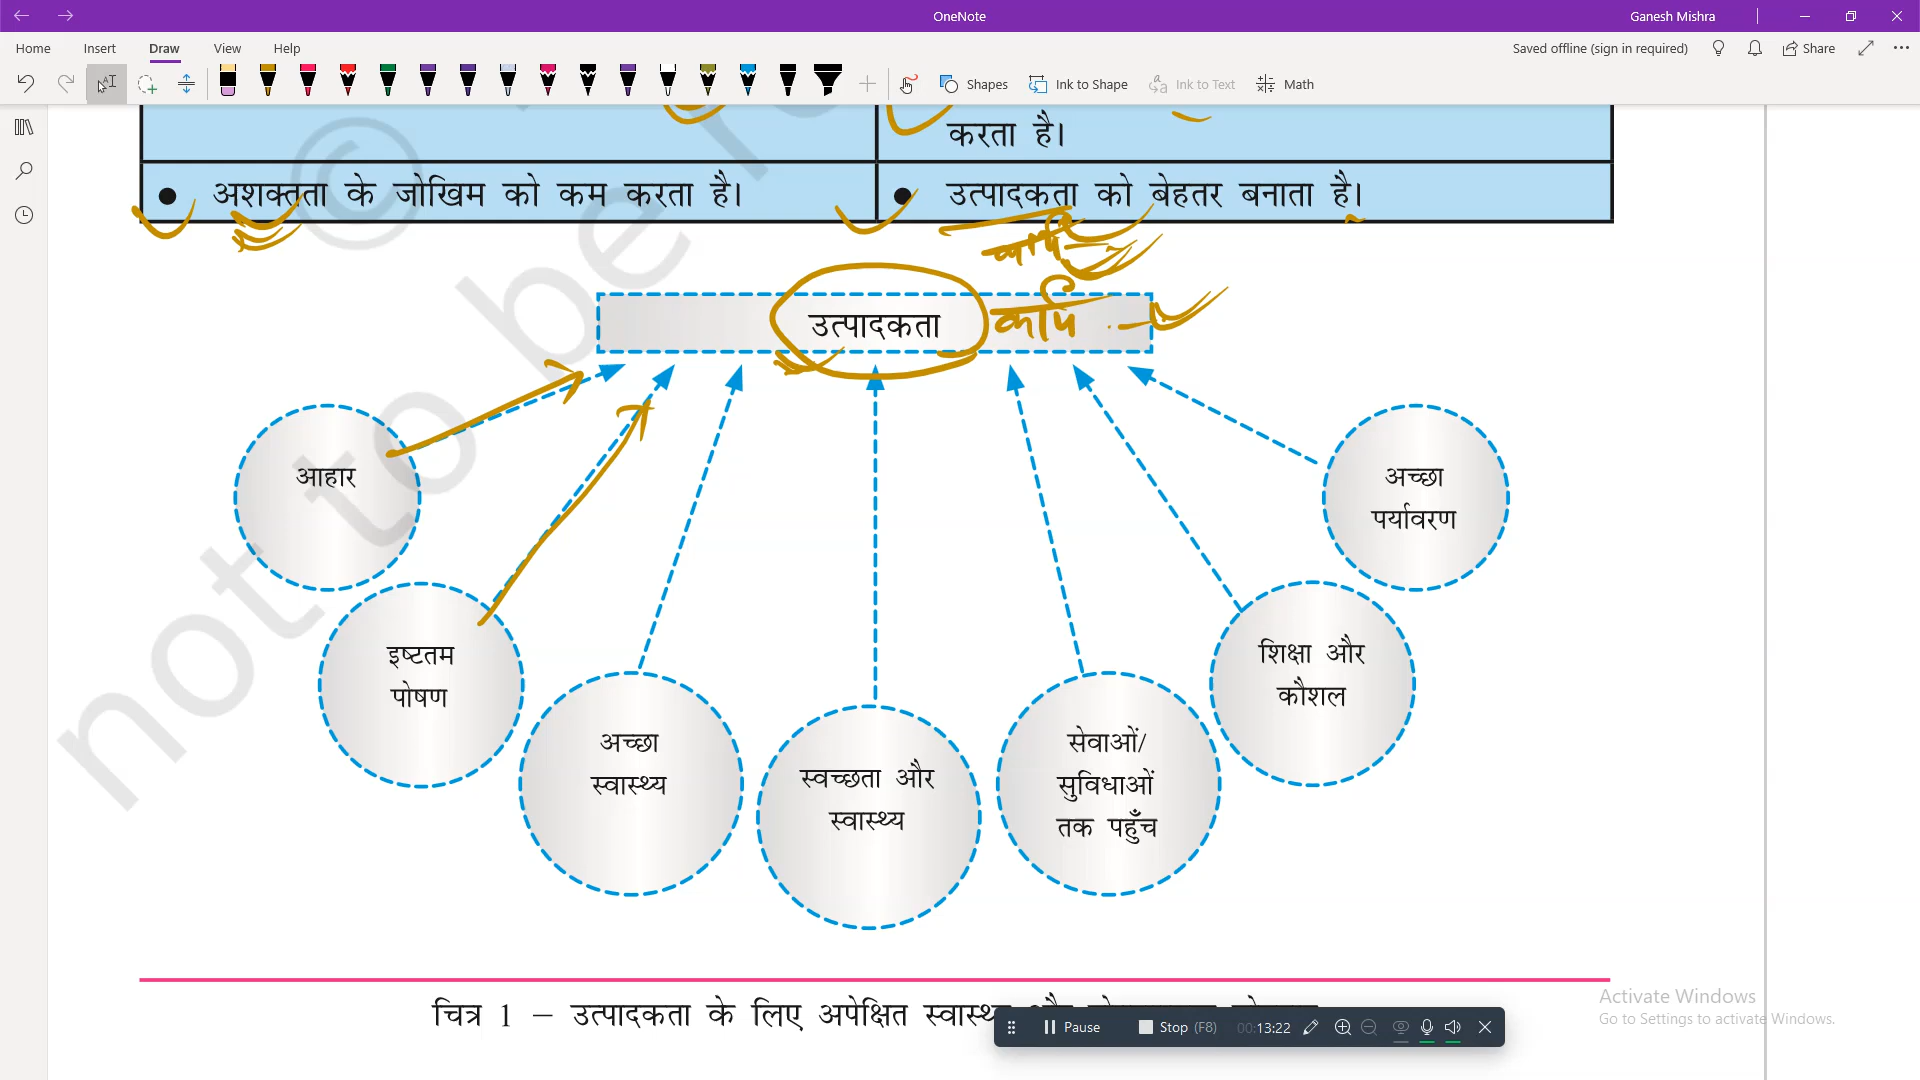 OneNote
Ganesh Mishra
Home Insert Draw View Help
Saved offline (sign in required) Share
Shapes Ink to Shape Ink to Text Math
करता है।
अशक्तता के जोखिम को कम करता है।
उत्पादकता को बेहतर बनाता है।
उत्पादकता
आहार
अच्छा
पर्यावरण
इष्टतम
पोषण
शिक्षा और
कौशल
अच्छा
स्वास्थ्य
स्वच्छता और
स्वास्थ्य
सेवाओं/
सुविधाओं
तक पहुँच
not to be
चित्र 1 – उत्पादकता के लिए अपेक्षित
Pause Stop (F8) 00:13:22
Activate Windows
Go to Settings to activate Windows.